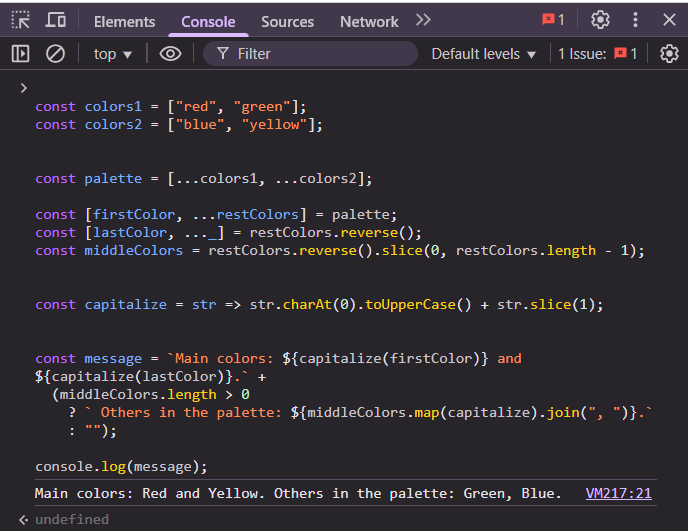 Elements Console Sources Network 1
top Filter Default levels 1 Issue: 1
const colors1 = ["red", "green"];
const colors2 = ["blue", "yellow"];
const palette = [...colors1, ...colors2];
const [firstColor, ...restColors] = palette;
const [lastColor, ..._] = restColors.reverse();
const middleColors = restColors.reverse().slice(0, restColors.length - 1);
const capitalize = str => str.charAt(0).toUpperCase() + str.slice(1);
const message = `Main colors: ${capitalize(firstColor)} and
${capitalize(lastColor)}.` +
(middleColors.length > 0
? ` Others in the palette: ${middleColors.map(capitalize).join(", ")}.`
: "");
console.log(message);
Main colors: Red and Yellow. Others in the palette: Green, Blue. VM217:21
undefined